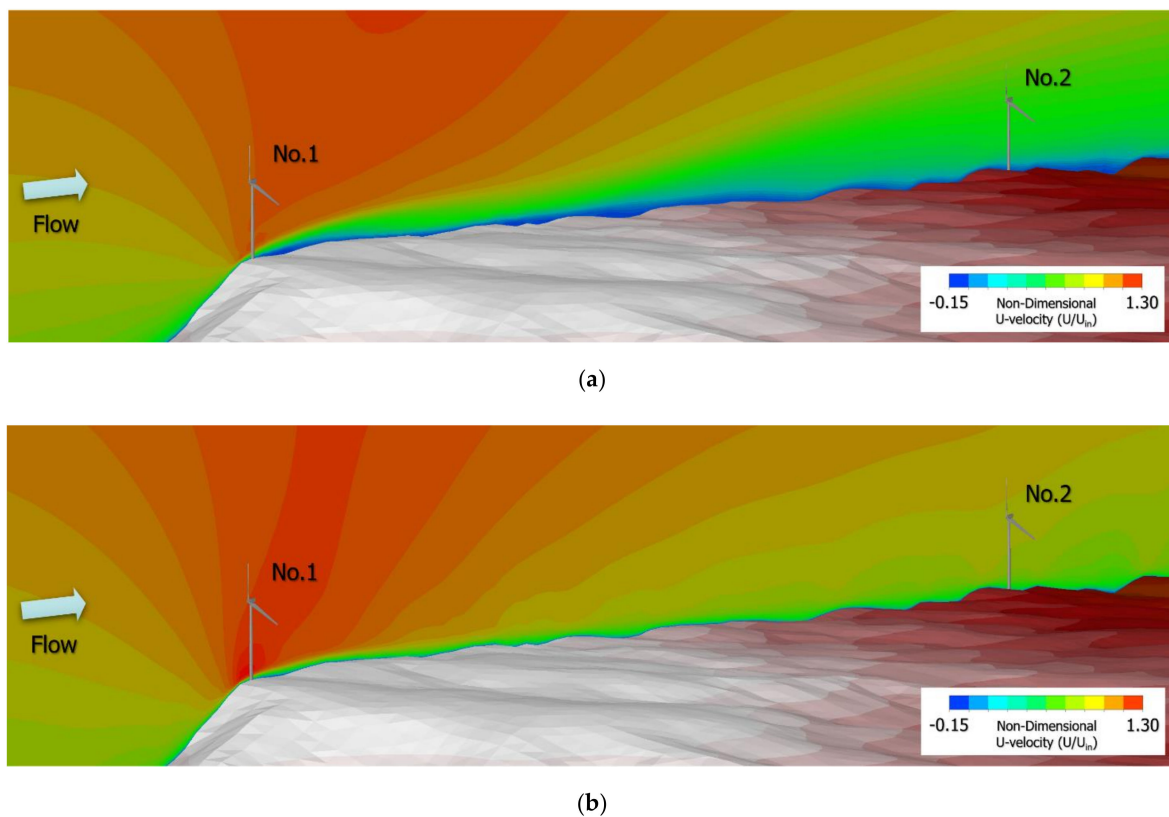 No.2
No.1
Flow
-0.15
Non-Dimensional
U-velocity (U/Uin)
1.30
(a)
No.2
No.1
Flow
-0.15
Non-Dimensional
U-velocity (U/Uin)
1.30
(b)